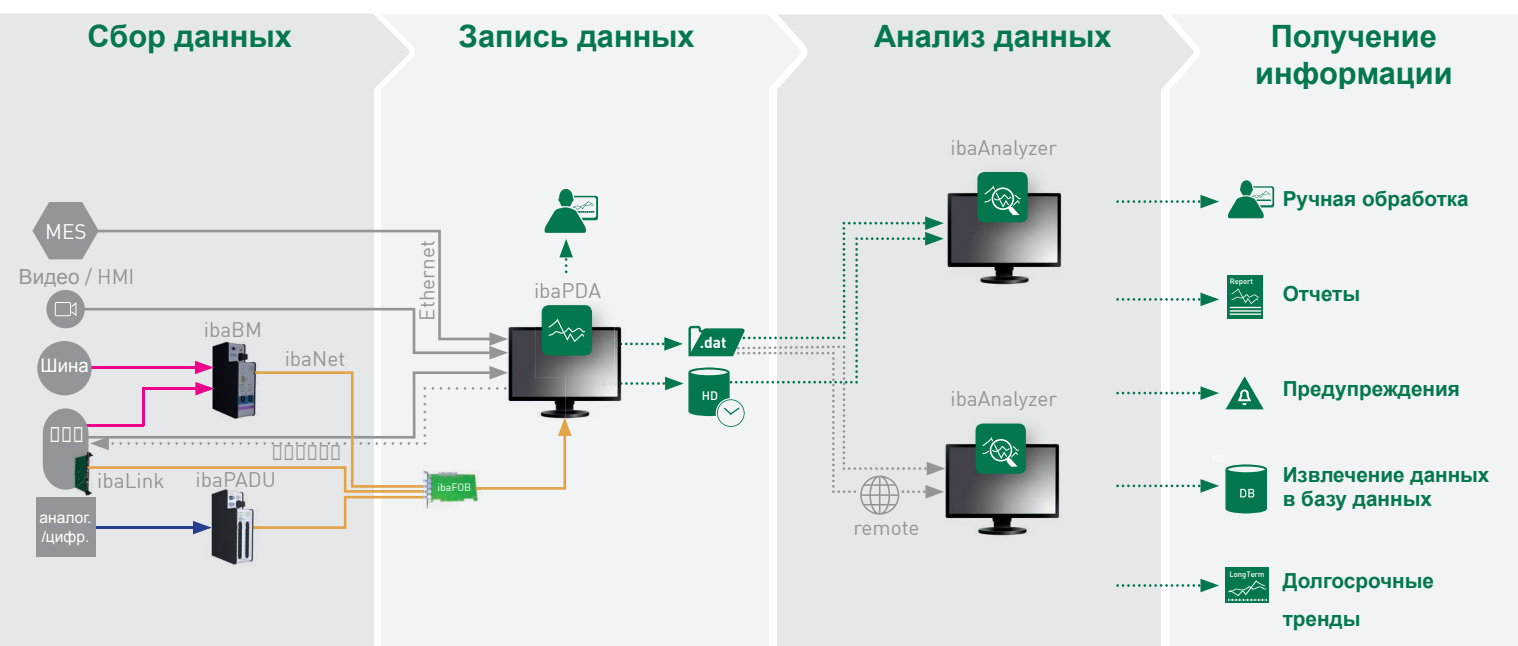 Сбор данных
Запись данных
Анализ данных
Получение
информации
MES
Видео / HMI
Шина
ibaBM
ibaNet
Ethernet
ibaLink
ibaPADU
аналог.
/цифр.
ibaFOB
ibaPDA
.dat
HD
ibaAnalyzer
ibaAnalyzer
remote
Ручная обработка
Report
Отчеты
Предупреждения
DB
Извлечение данных
в базу данных
LongTerm
Долгосрочные
тренды